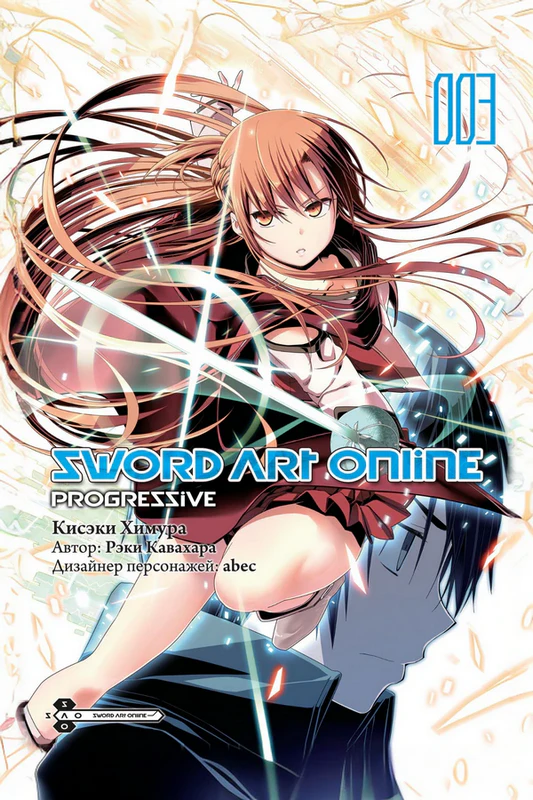 003
SWORD ART ONLINE
PROGRESSIVE
Кисэки Химура
Автор: Рэки Кавахара
Дизайнер персонажей: abec
S
S A O SWORD ART ONLINE
O